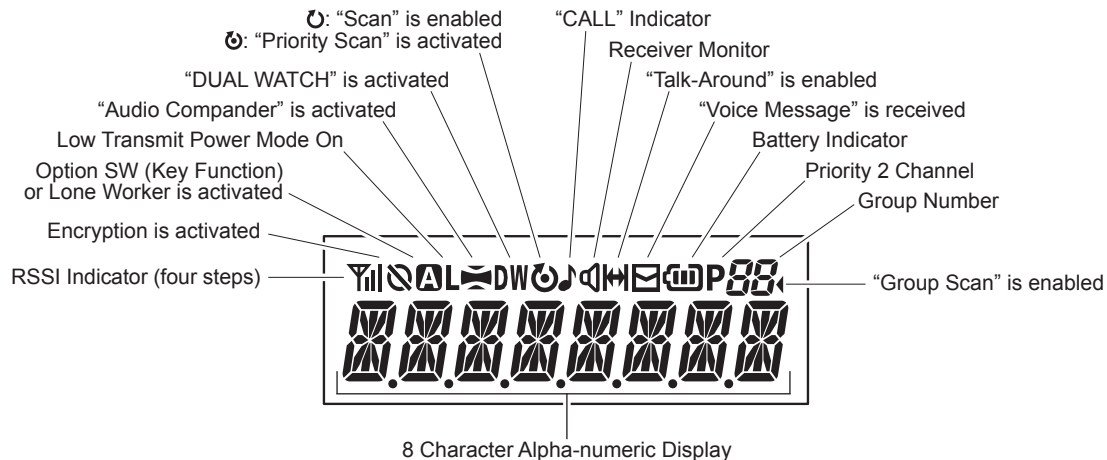 ↻: “Scan” is enabled
⊙: “Priority Scan” is activated
“DUAL WATCH” is activated
“Audio Compander” is activated
Low Transmit Power Mode On
Option SW (Key Function)
or Lone Worker is activated
Encryption is activated
RSSI Indicator (four steps)
“CALL” Indicator
Receiver Monitor
“Talk-Around” is enabled
“Voice Message” is received
Battery Indicator
Priority 2 Channel
Group Number
“Group Scan” is enabled
A L DW P 88
8 Character Alpha-numeric Display